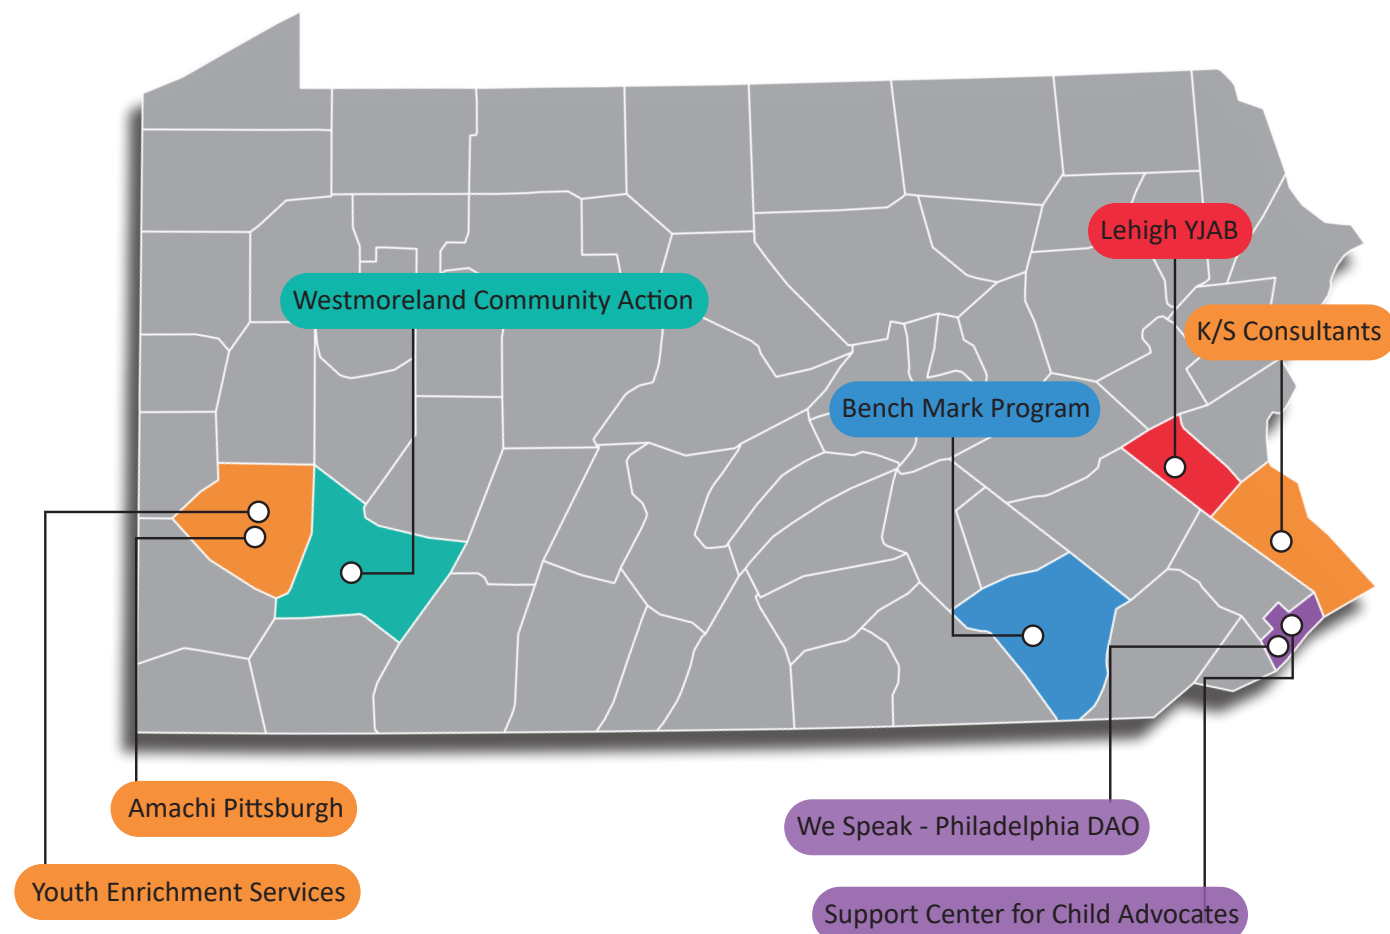 Lehigh YJAB
Westmoreland Community Action
K/S Consultants
Bench Mark Program
Amachi Pittsburgh
We Speak - Philadelphia DAO
Youth Enrichment Services
Support Center for Child Advocates